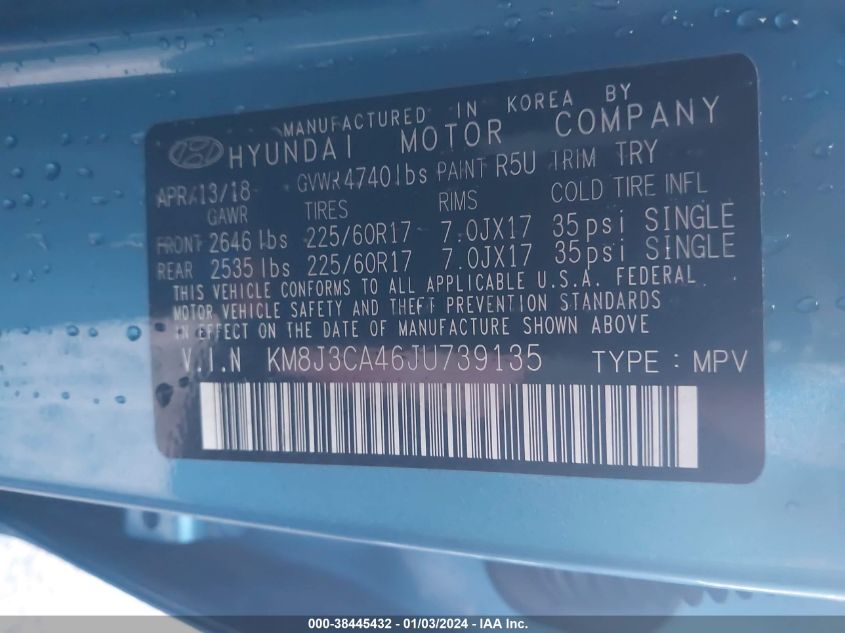 MANUFACTURED IN KOREA BY
HYUNDAI MOTOR COMPANY
APR/13/18 GVWR 4740lbs PAINT R5U TRIM TRY
GAWR TIRES RIMS COLD TIRE INFL
FRONT 2646 lbs 225/60R17 7.0JX17 35psi SINGLE
REAR 2535 lbs 225/60R17 7.0JX17 35psi SINGLE
THIS VEHICLE CONFORMS TO ALL APPLICABLE U.S.A. FEDERAL
MOTOR VEHICLE SAFETY AND THEFT PREVENTION STANDARDS
IN EFFECT ON THE DATE OF MANUFACTURE SHOWN ABOVE
V.I.N KM8J3CA46JU739135 TYPE : MPV
000-38445432 - 01/03/2024 - IAA Inc.